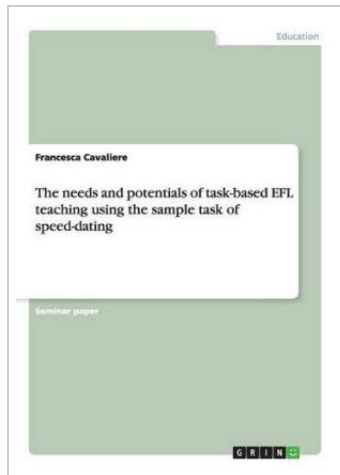 Education
Francesca Cavaliere
The needs and potentials of task-based EFL
teaching using the sample task of
speed-dating
Seminar paper
GRIN